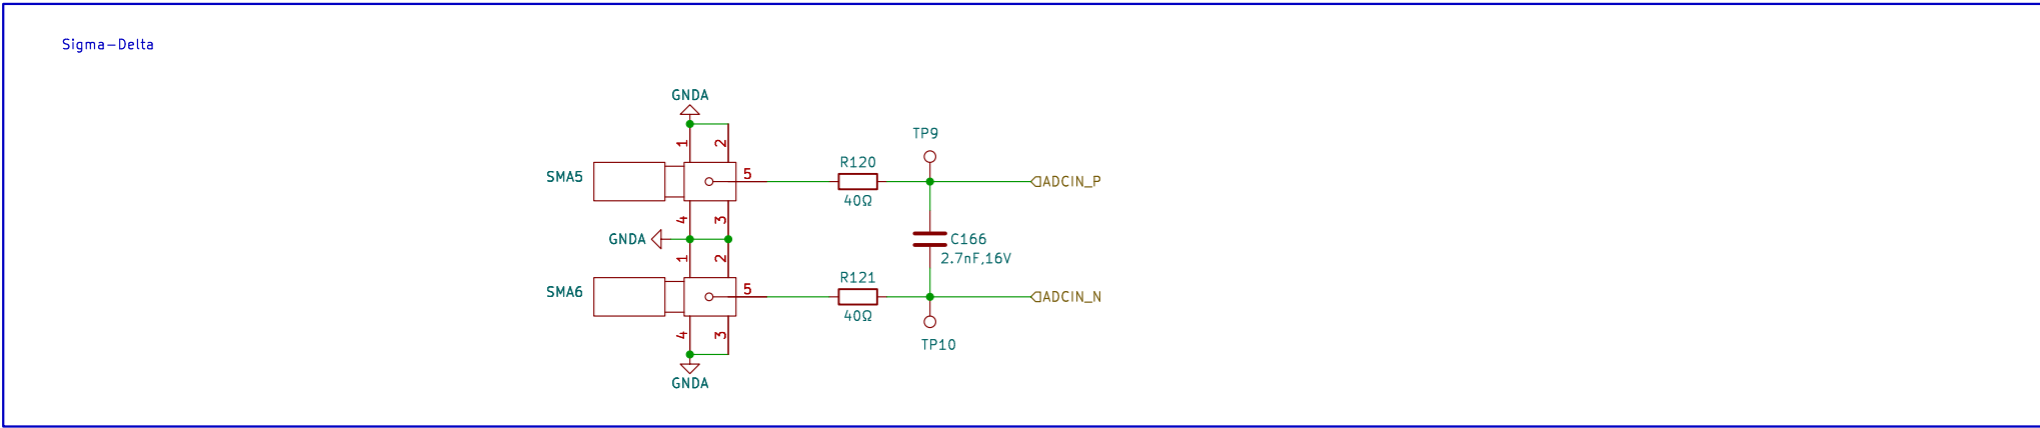 Sigma-Delta
GNDA
1
2
TP9
R120
SMA5
5
40Ω
ADCIN_P
4
3
GNDA
C166
2.7nF,16V
1
2
R121
SMA6
5
40Ω
ADCIN_N
4
3
TP10
GNDA